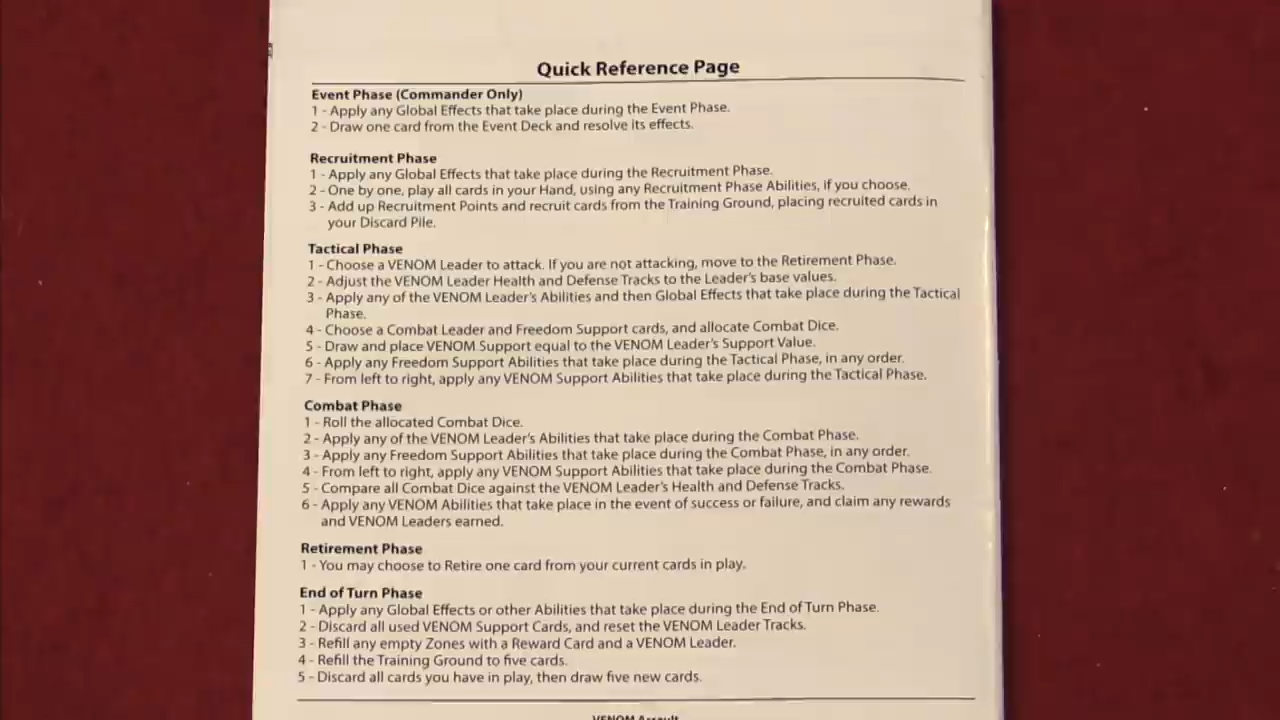 Quick Reference Page
Event Phase (Commander Only)
1 - Apply any Global Effects that take place during the Event Phase.
2 - Draw one card from the Event Deck and resolve its effects.
Recruitment Phase
1 - Apply any Global Effects that take place during the Recruitment Phase.
2 - One by one, play all cards in your Hand, using any Recruitment Phase Abilities, if you choose.
3 - Add up Recruitment Points and recruit cards from the Training Ground, placing recruited cards in
your Discard Pile.
Tactical Phase
1 - Choose a VENOM Leader to attack. If you are not attacking, move to the Retirement Phase.
2 - Adjust the VENOM Leader Health and Defense Tracks to the Leader's base values.
3 - Apply any of the VENOM Leader's Abilities and then Global Effects that take place during the Tactical
Phase.
4 - Choose a Combat Leader and Freedom Support cards, and allocate Combat Dice.
5 - Draw and place VENOM Support equal to the VENOM Leader's Support Value.
6 - Apply any Freedom Support Abilities that take place during the Tactical Phase, in any order.
7 - From left to right, apply any VENOM Support Abilities that take place during the Tactical Phase.
Combat Phase
1 - Roll the allocated Combat Dice.
2 - Apply any of the VENOM Leader's Abilities that take place during the Combat Phase.
3 - Apply any Freedom Support Abilities that take place during the Combat Phase, in any order.
4 - From left to right, apply any VENOM Support Abilities that take place during the Combat Phase.
5 - Compare all Combat Dice against the VENOM Leader's Health and Defense Tracks.
6 - Apply any VENOM Abilities that take place in the event of success or failure, and claim any rewards
and VENOM Leaders earned.
Retirement Phase
1 - You may choose to Retire one card from your current cards in play.
End of Turn Phase
1 - Apply any Global Effects or other Abilities that take place during the End of Turn Phase.
2 - Discard all used VENOM Support Cards, and reset the VENOM Leader Tracks.
3 - Refill any empty Zones with a Reward Card and a VENOM Leader.
4 - Refill the Training Ground to five cards.
5 - Discard all cards you have in play, then draw five new cards.
VENOM Assault